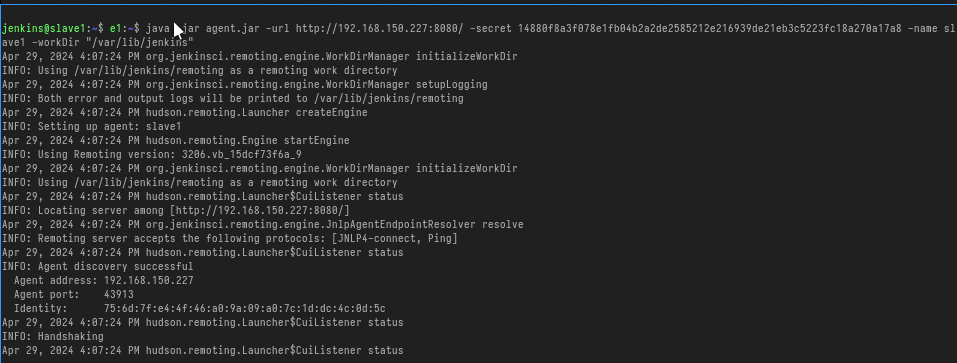 jenkins@slave1:~$ e1:~$ java jar agent.jar -url http://192.168.150.227:8080/ -secret 14880f8a3f078e1fb04b2a2de2585212e216939de21eb3c5223fc18a270a17a8 -name sl
ave1 -workDir "/var/lib/jenkins"
Apr 29, 2024 4:07:24 PM org.jenkinsci.remoting.engine.WorkDirManager initializeWorkDir
INFO: Using /var/lib/jenkins/remoting as a remoting work directory
Apr 29, 2024 4:07:24 PM org.jenkinsci.remoting.engine.WorkDirManager setupLogging
INFO: Both error and output logs will be printed to /var/lib/jenkins/remoting
Apr 29, 2024 4:07:24 PM hudson.remoting.Launcher createEngine
INFO: Setting up agent: slave1
Apr 29, 2024 4:07:24 PM hudson.remoting.Engine startEngine
INFO: Using Remoting version: 3206.vb_15dcf73f6a_9
Apr 29, 2024 4:07:24 PM org.jenkinsci.remoting.engine.WorkDirManager initializeWorkDir
INFO: Using /var/lib/jenkins/remoting as a remoting work directory
Apr 29, 2024 4:07:24 PM hudson.remoting.Launcher$CuiListener status
INFO: Locating server among [http://192.168.150.227:8080/]
Apr 29, 2024 4:07:24 PM org.jenkinsci.remoting.engine.JnlpAgentEndpointResolver resolve
INFO: Remoting server accepts the following protocols: [JNLP4-connect, Ping]
Apr 29, 2024 4:07:24 PM hudson.remoting.Launcher$CuiListener status
INFO: Agent discovery successful
Agent address: 192.168.150.227
Agent port: 43913
Identity: 75:6d:7f:e4:4f:46:a0:9a:09:a0:7c:1d:dc:4c:0d:5c
Apr 29, 2024 4:07:24 PM hudson.remoting.Launcher$CuiListener status
INFO: Handshaking
Apr 29, 2024 4:07:24 PM hudson.remoting.Launcher$CuiListener status